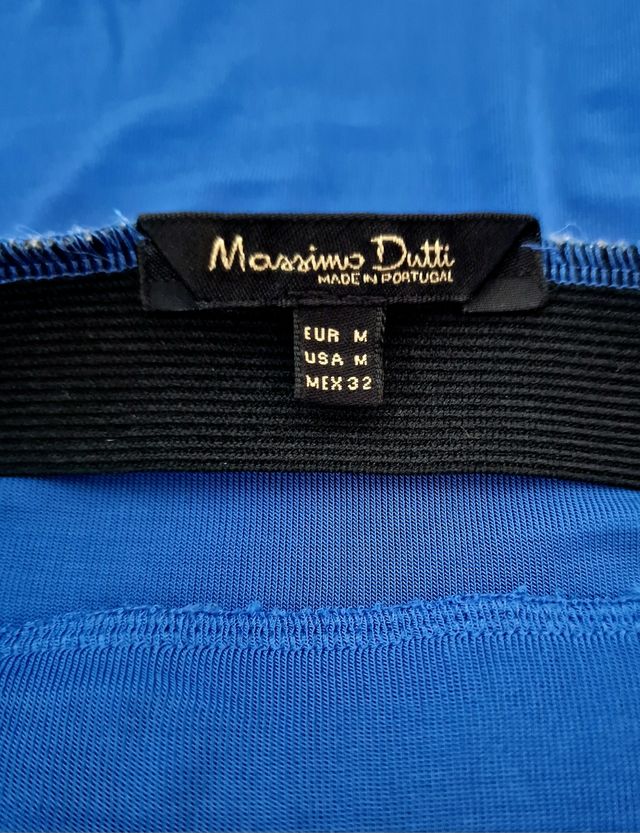 Massimo Dutti
MADE IN PORTUGAL
EUR M
USA M
MEX 32